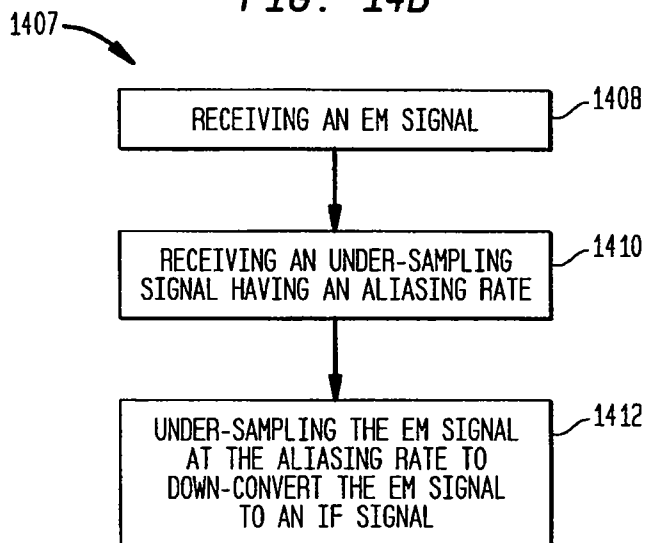 FIG. 14B
1407
RECEIVING AN EM SIGNAL
1408
RECEIVING AN UNDER-SAMPLING
SIGNAL HAVING AN ALIASING RATE
1410
UNDER-SAMPLING THE EM SIGNAL
AT THE ALIASING RATE TO
DOWN-CONVERT THE EM SIGNAL
TO AN IF SIGNAL
1412